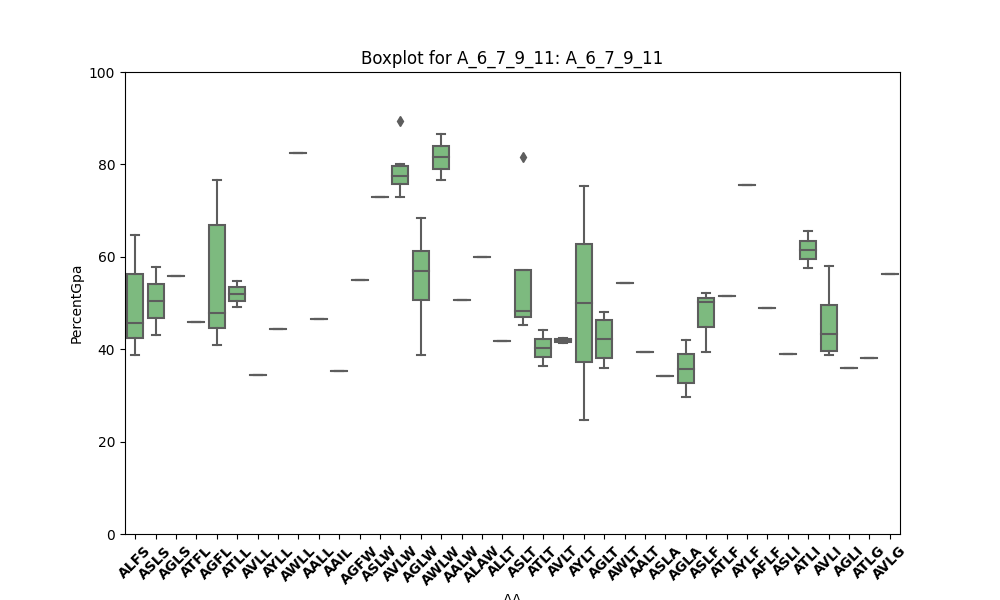 Boxplot for A_6_7_9_11: A_6_7_9_11
100
80
60
40
20
0
PercentGpa
ALFS
ASLS
AGLS
ATFL
AGFL
ATLL
AVLL
AYLL
AWLL
AALL
AAIL
AGFW
ASLW
AVLW
AGLW
AWLW
AALW
ALAW
ALLT
ASLT
ATLT
AVLT
AYLT
AGLT
AWLT
AALT
ASLA
AGLA
ASLF
ATLF
AYLF
AFLF
ASLI
ATLI
AVLI
AGLI
ATLG
AVLG
AA